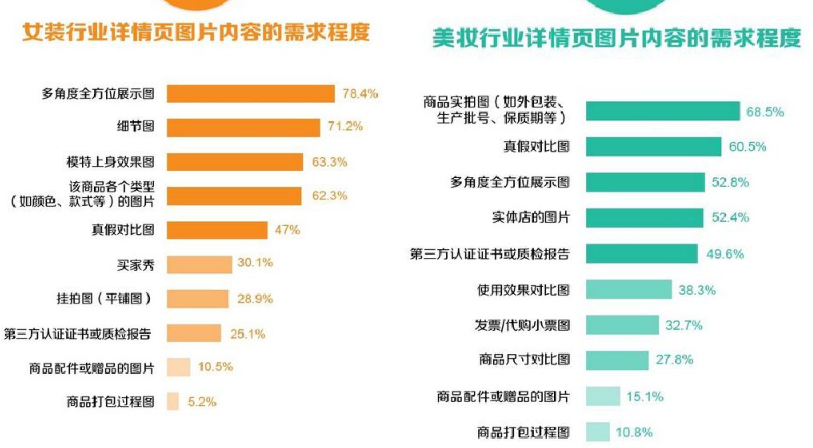 女装行业详情页图片内容的需求程度
多角度全方位展示图 78.4%
细节图 71.2%
模特上身效果图 63.3%
该商品各个类型
（如颜色、款式等）的图片 62.3%
真假对比图 47%
买家秀 30.1%
挂拍图（平铺图） 28.9%
第三方认证证书或质检报告 25.1%
商品配件或赠品的图片 10.5%
商品打包过程图 5.2%
美妆行业详情页图片内容的需求程度
商品实拍图（如外包装、
生产批号、保质期等） 68.5%
真假对比图 60.5%
多角度全方位展示图 52.8%
实体店的图片 52.4%
第三方认证证书或质检报告 49.6%
使用效果对比图 38.3%
发票/代购小票图 32.7%
商品尺寸对比图 27.8%
商品配件或赠品的图片 15.1%
商品打包过程图 10.8%